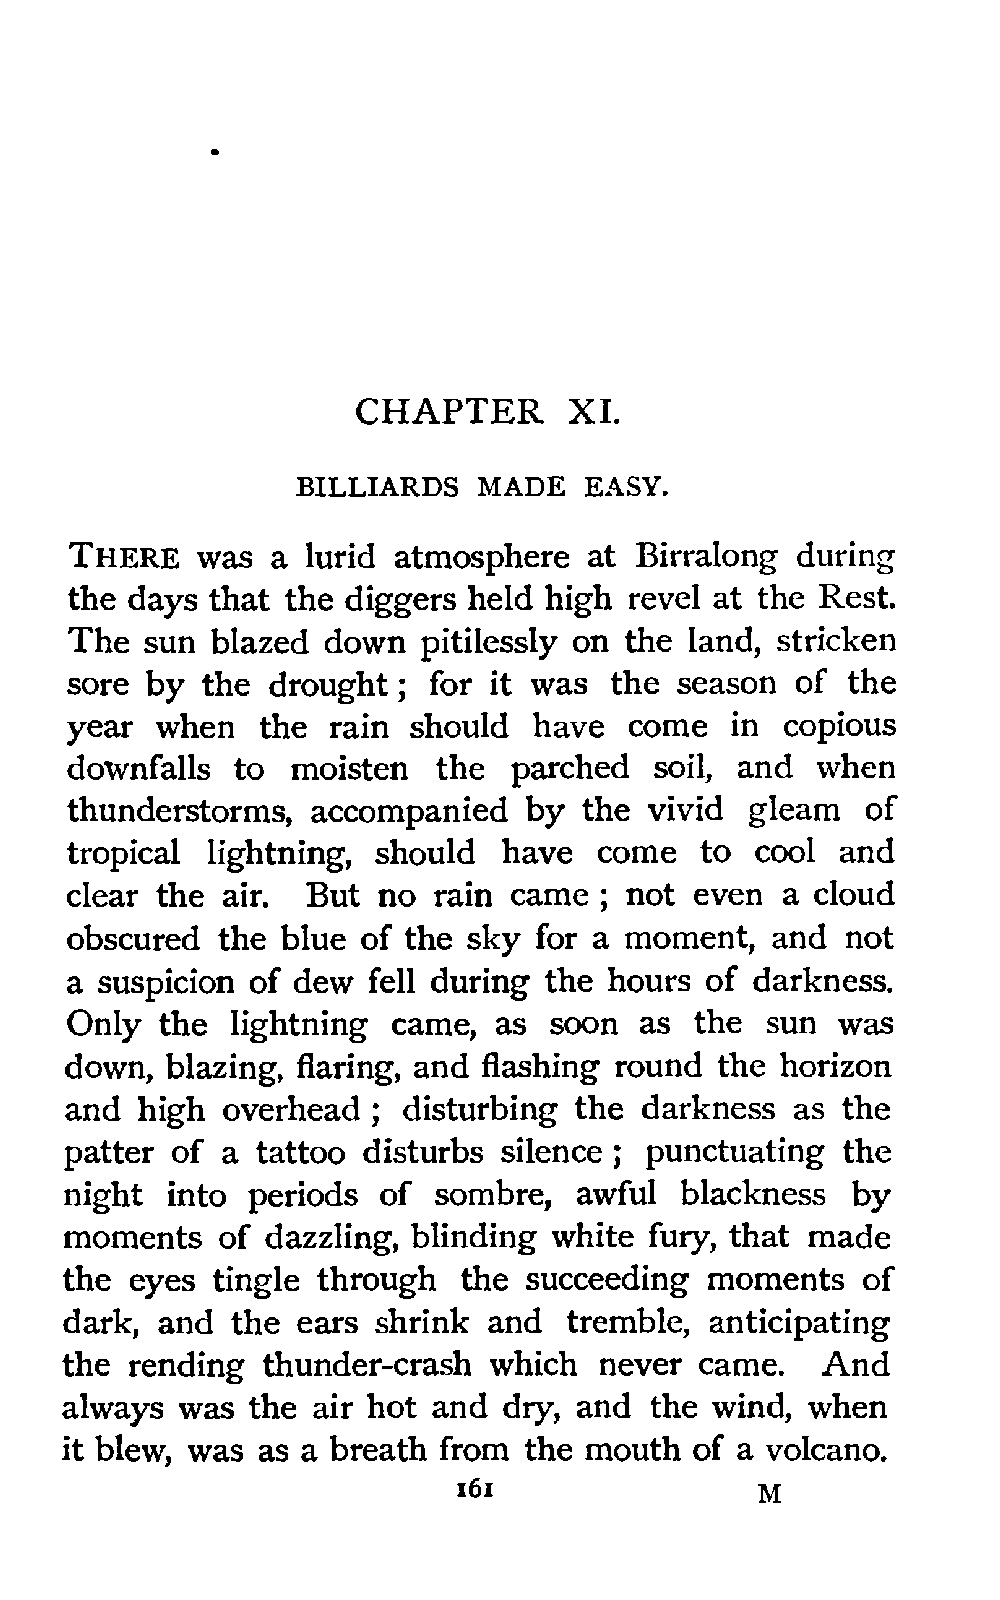 CHAPTER XI.
BILLIARDS MADE EASY.
THERE was a lurid atmosphere at Birralong during
the days that the diggers held high revel at the Rest.
The sun blazed down pitilessly on the land, stricken
sore by the drought ; for it was the season of the
year when the rain should have come in copious
downfalls to moisten the parched soil, and when
thunderstorms, accompanied by the vivid gleam of
tropical lightning, should have come to cool and
clear the air. But no rain came ; not even a cloud
obscured the blue of the sky for a moment, and not
a suspicion of dew fell during the hours of darkness.
Only the lightning came, as soon as the sun was
down, blazing, flaring, and flashing round the horizon
and high overhead ; disturbing the darkness as the
patter of a tattoo disturbs silence ; punctuating the
night into periods of sombre, awful blackness by
moments of dazzling, blinding white fury, that made
the eyes tingle through the succeeding moments of
dark, and the ears shrink and tremble, anticipating
the rending thunder-crash which never came. And
always was the air hot and dry, and the wind, when
it blew, was as a breath from the mouth of a volcano.
161 M